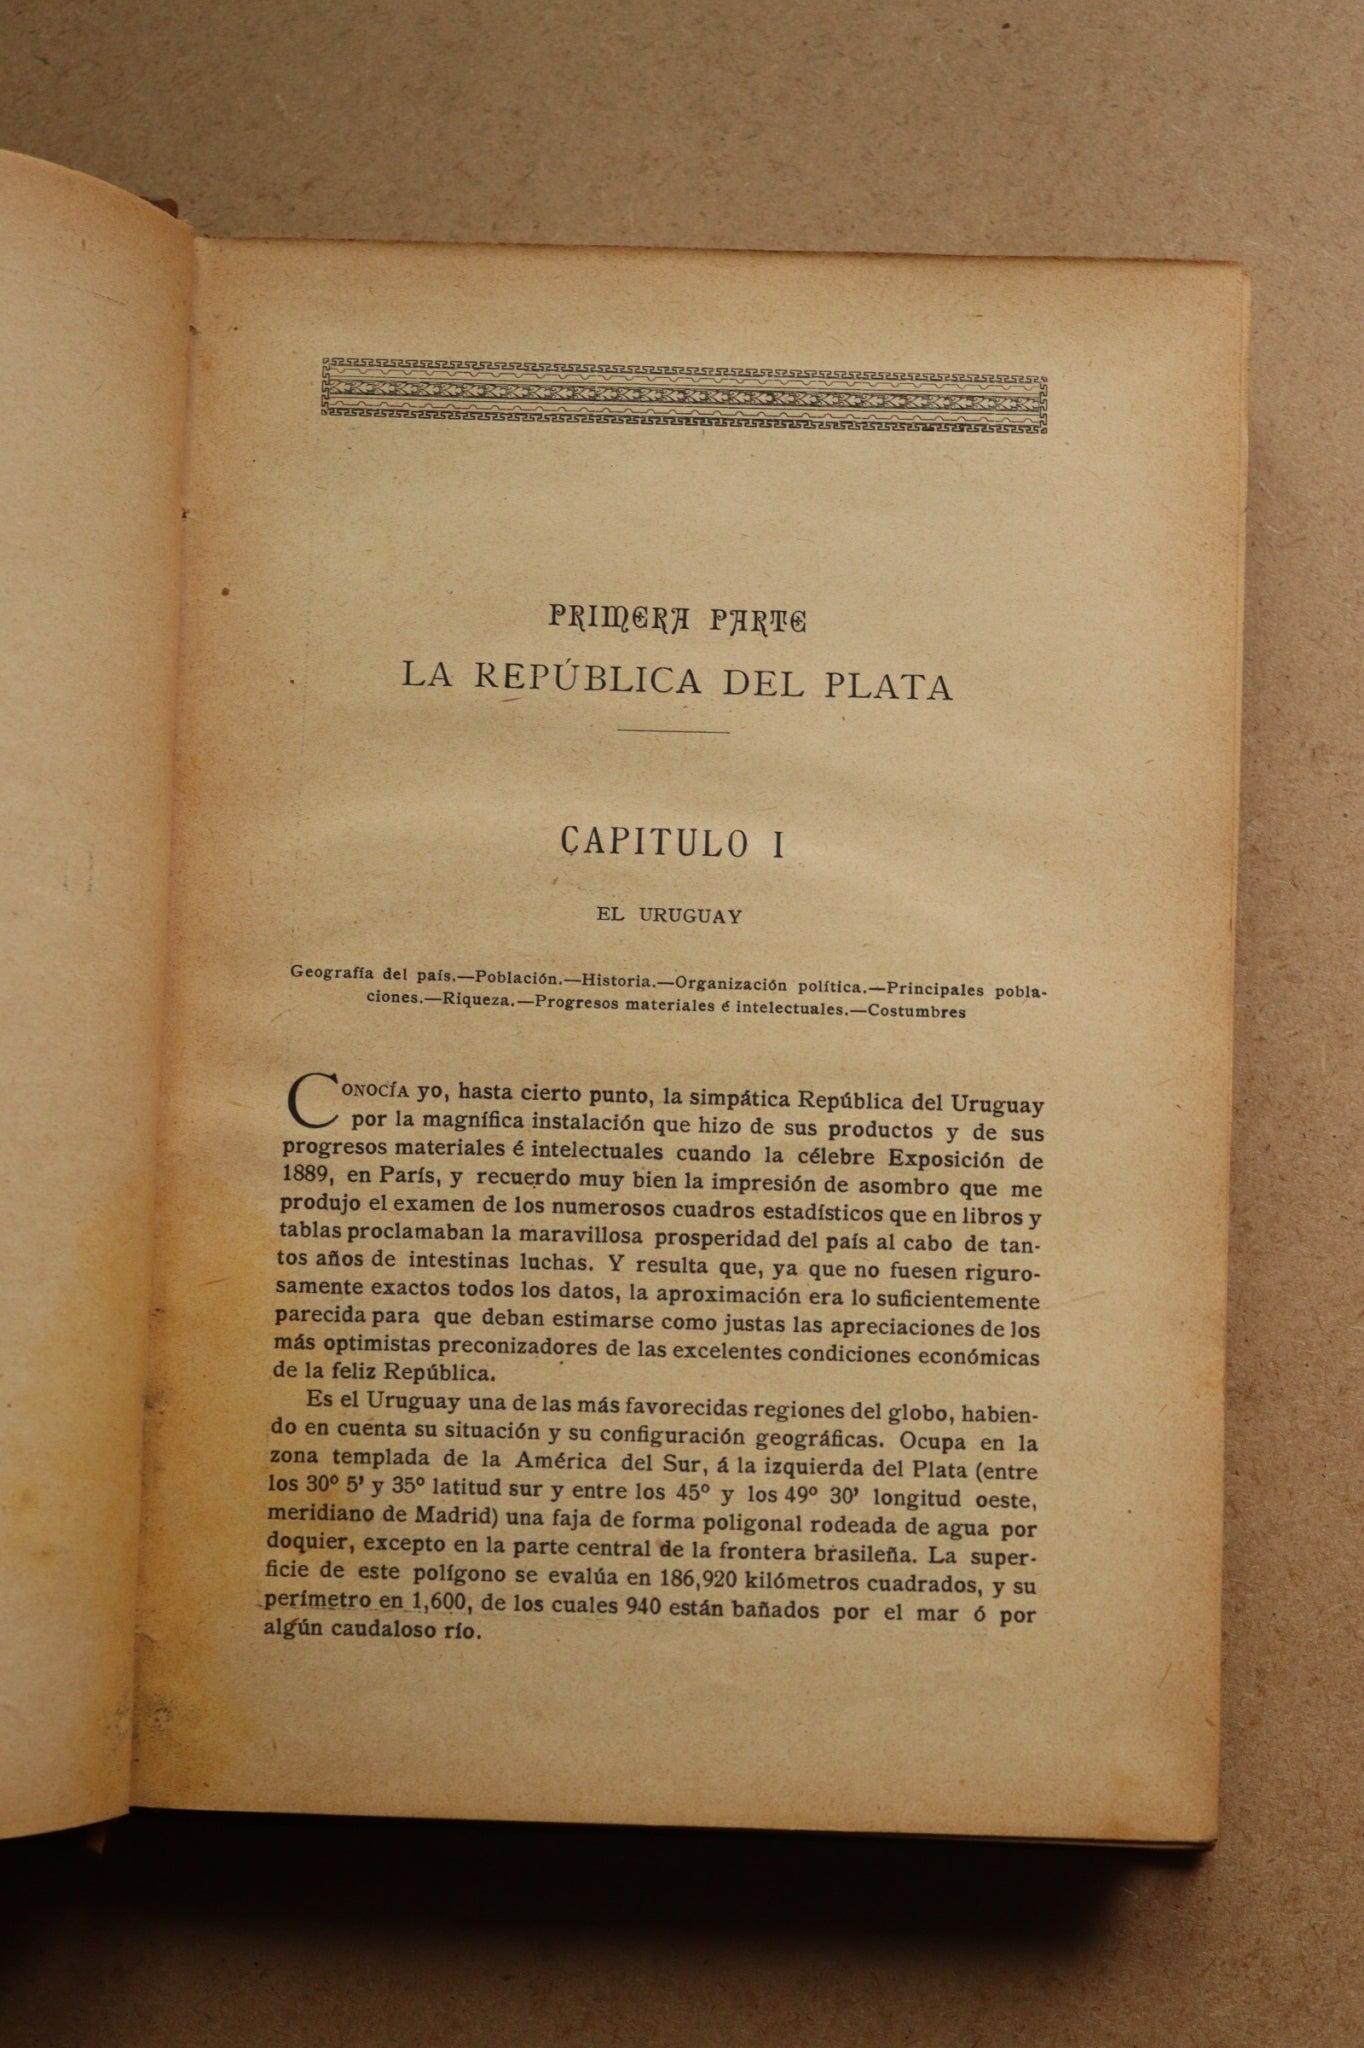 PRIMERA PARTE
LA REPÚBLICA DEL PLATA
CAPITULO I
EL URUGUAY
Geografía del país.—Población.—Historia.—Organización política.—Principales pobla-
ciones.—Riqueza.—Progresos materiales é intelectuales.—Costumbres
CONOCÍA yo, hasta cierto punto, la simpática República del Uruguay
por la magnífica instalación que hizo de sus productos y de sus
progresos materiales é intelectuales cuando la célebre Exposición de
1889, en París, y recuerdo muy bien la impresión de asombro que me
produjo el examen de los numerosos cuadros estadísticos que en libros y
tablas proclamaban la maravillosa prosperidad del país al cabo de tan-
tos años de intestinas luchas. Y resulta que, ya que no fuesen riguro-
samente exactos todos los datos, la aproximación era lo suficientemente
parecida para que deban estimarse como justas las apreciaciones de los
más optimistas preconizadores de las excelentes condiciones económicas
de la feliz República.
Es el Uruguay una de las más favorecidas regiones del globo, habien-
do en cuenta su situación y su configuración geográficas. Ocupa en la
zona templada de la América del Sur, á la izquierda del Plata (entre
los 30º 5' y 35º latitud sur y entre los 45º y los 49º 30' longitud oeste,
meridiano de Madrid) una faja de forma poligonal rodeada de agua por
doquier, excepto en la parte central de la frontera brasileña. La super-
ficie de este polígono se evalúa en 186,920 kilómetros cuadrados, y su
perímetro en 1,600, de los cuales 940 están bañados por el mar ó por
algún caudaloso río.